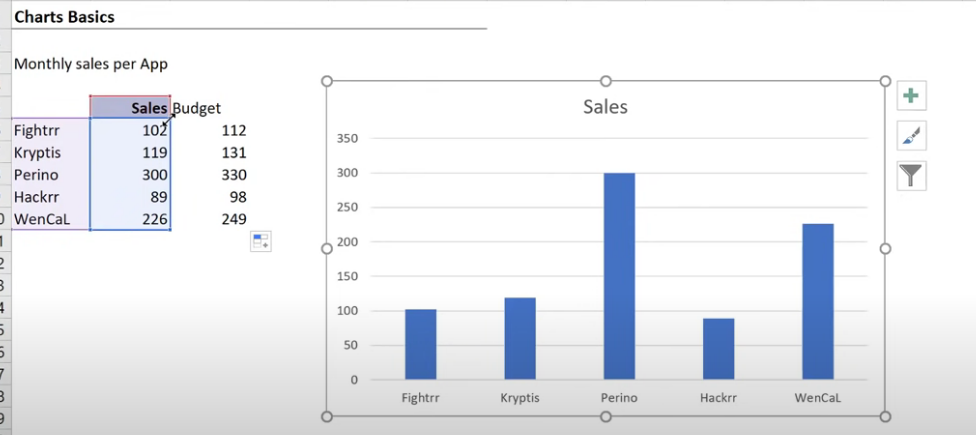 Charts Basics
Monthly sales per App
Sales Budget
Fightrr 102 112
Kryptis 119 131
Perino 300 330
Hackrr 89 98
WenCaL 226 249
Sales
350
300
250
200
150
100
50
0
Fightrr Kryptis Perino Hackrr WenCaL